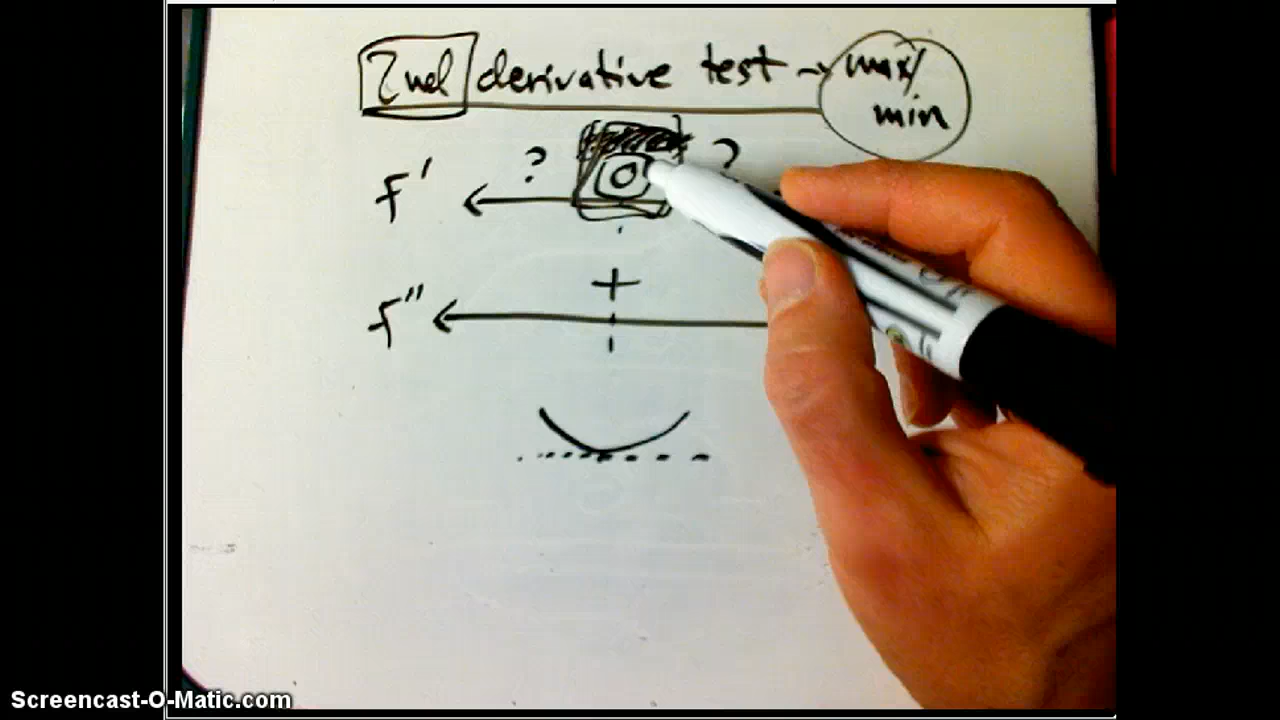 2nd derivative test → max/
min
f' ? 0 ?
+
f"
Screencast-O-Matic.com